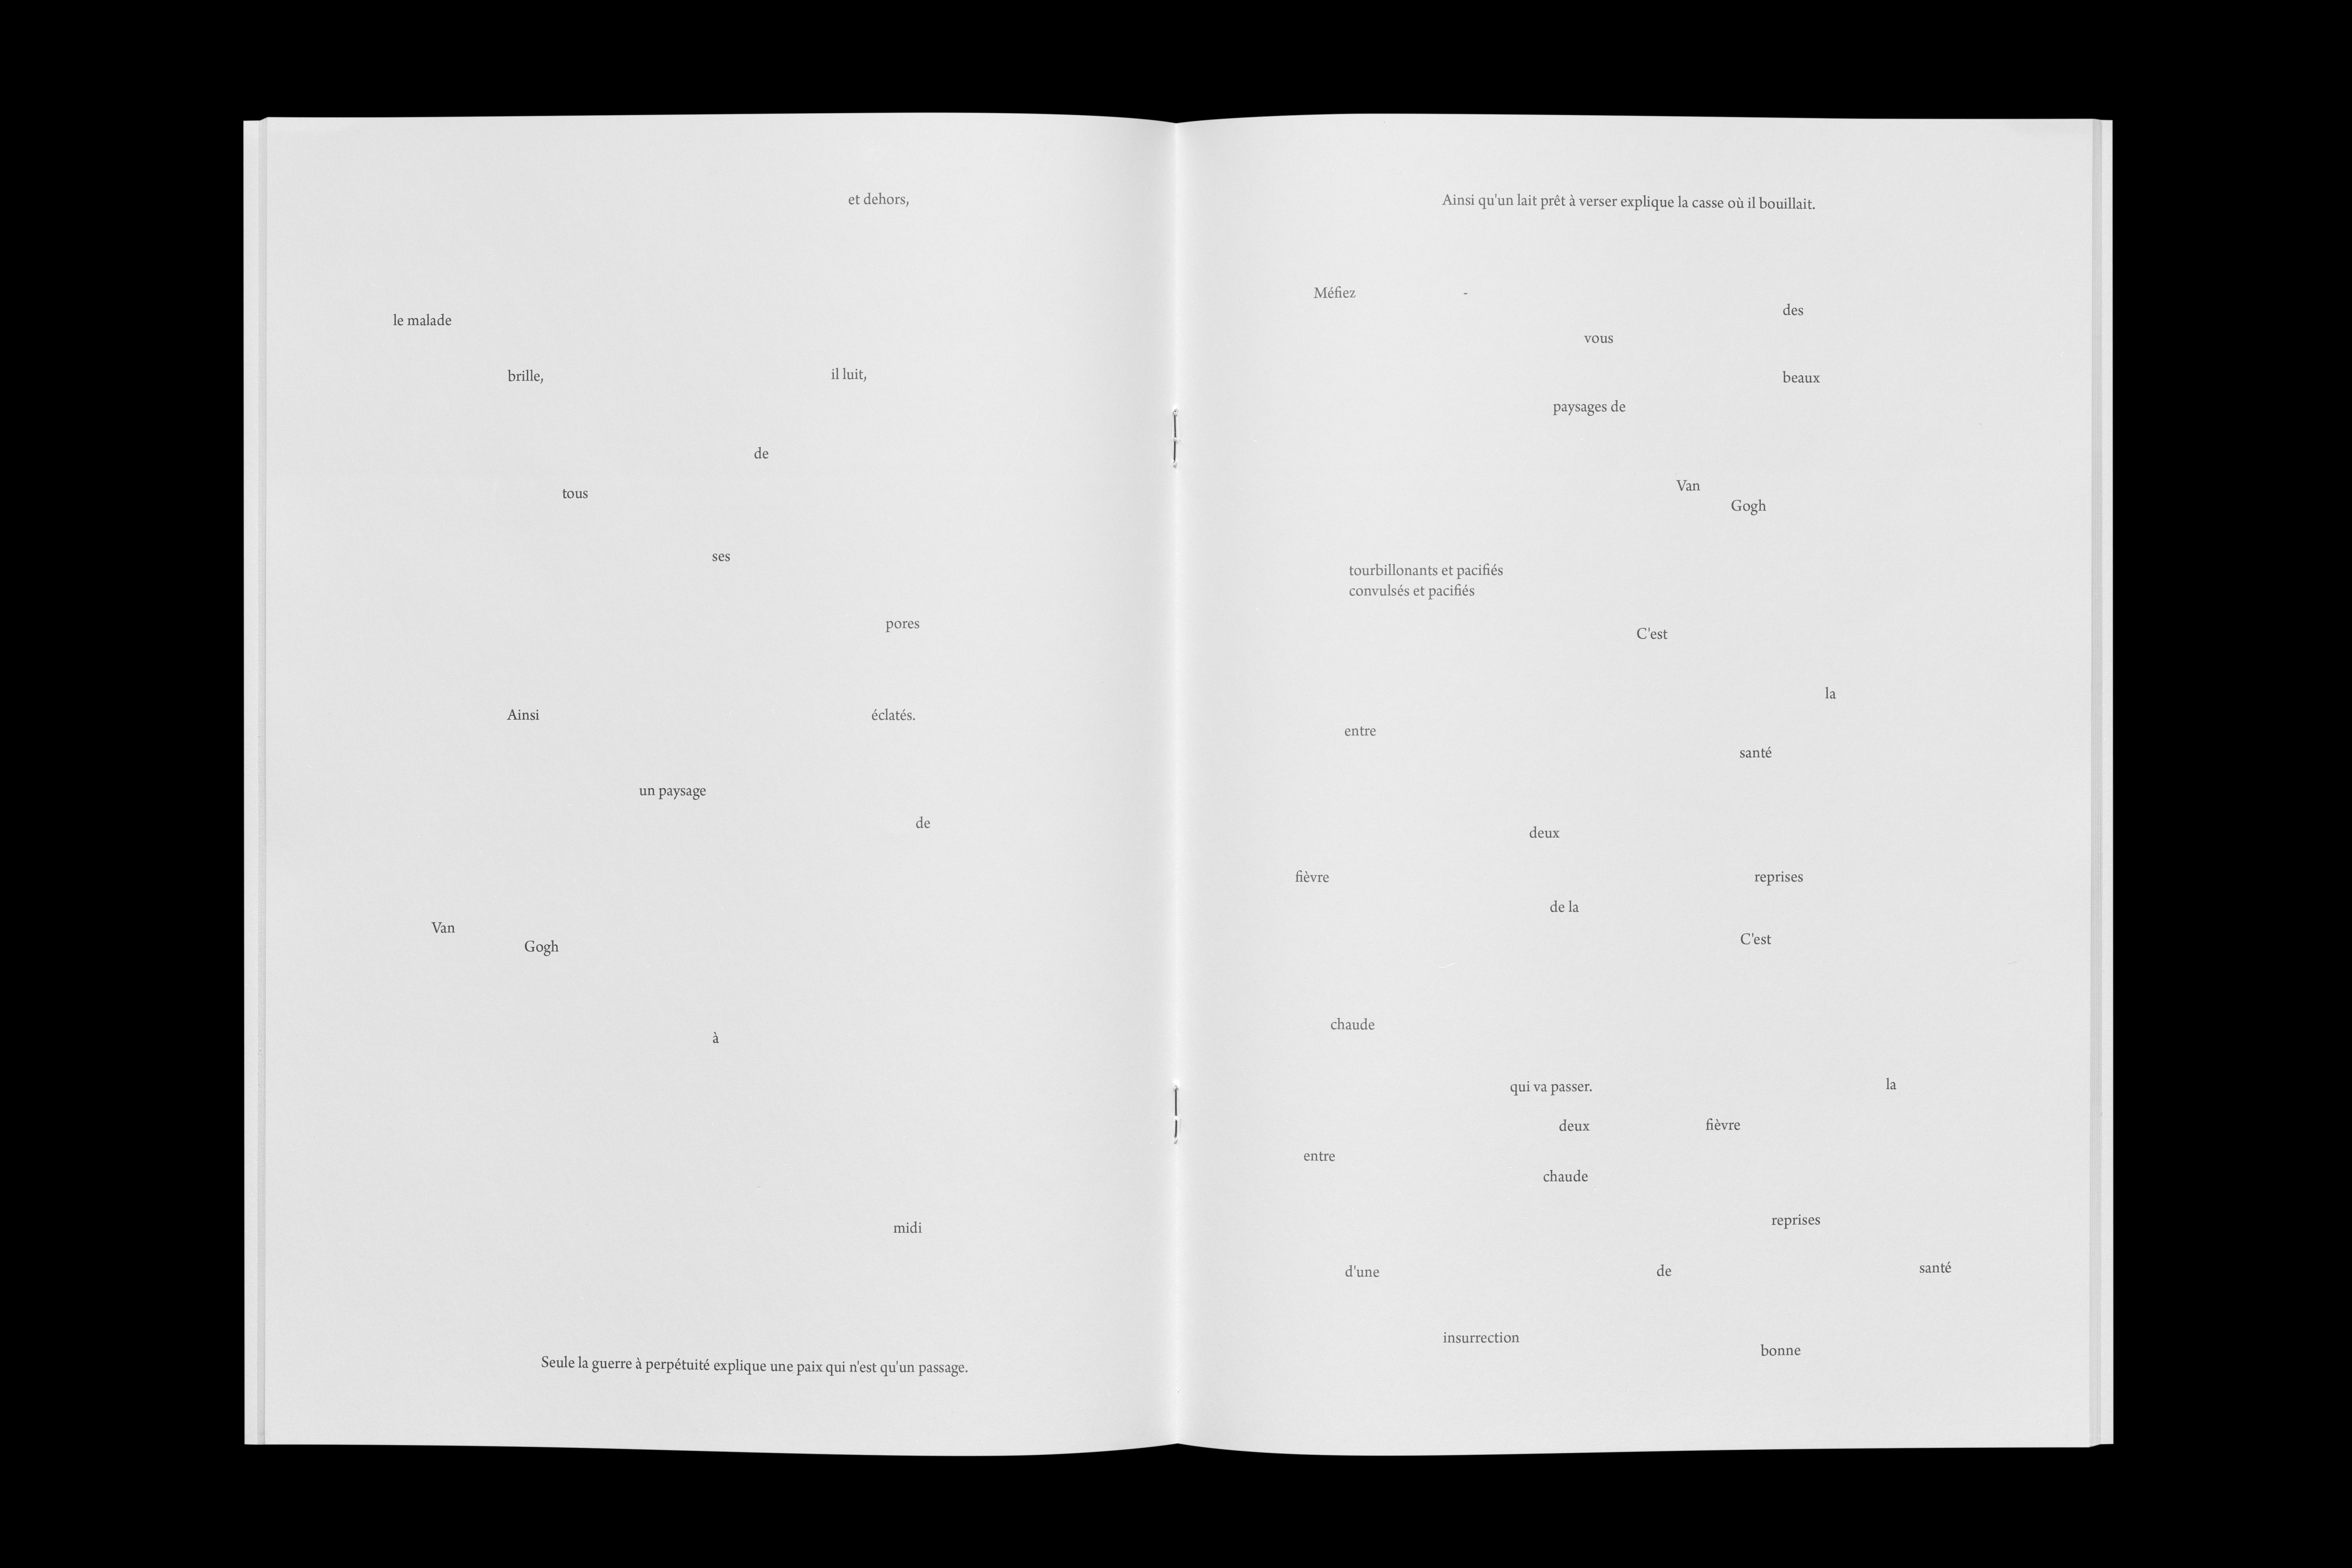 et dehors,
le malade
brille, il luit,
de
tous
ses
pores
Ainsi éclatés.
un paysage
de
Van
Gogh
à
midi
Seule la guerre à perpétuité explique une paix qui n'est qu'un passage.
Ainsi qu'un lait prêt à verser explique la casse où il bouillait.
Méfiez -
des
vous
beaux
paysages de
Van
Gogh
tourbillonants et pacifiés
convulsés et pacifiés
C'est
la
entre
santé
deux
fièvre reprises
de la
C'est
chaude
qui va passer. la
deux fièvre
entre
chaude
reprises
d'une de santé
insurrection
bonne